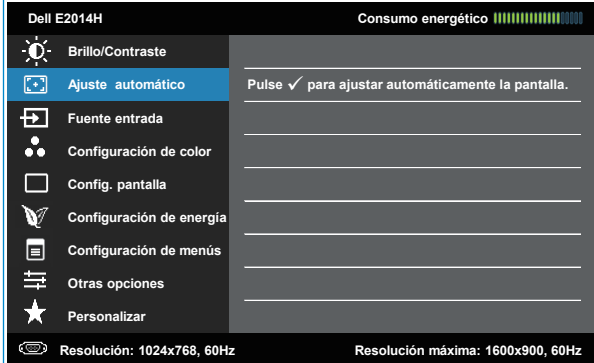 Dell E2014H Consumo energético
Brillo/Contraste
Ajuste automático Pulse ✓ para ajustar automáticamente la pantalla.
Fuente entrada
Configuración de color
Config. pantalla
Configuración de energía
Configuración de menús
Otras opciones
Personalizar
Resolución: 1024x768, 60Hz Resolución máxima: 1600x900, 60Hz